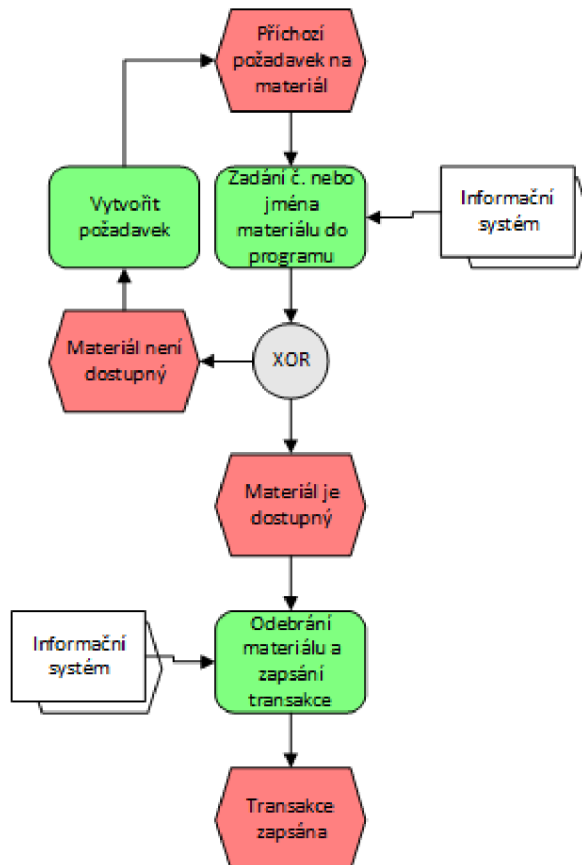 Příchozí
požadavek na
materiál
Vytvořit
požadavek
Zadání č. nebo
jména
materiálu do
programu
Informační
systém
Materiál není
dostupný
XOR
Materiál je
dostupný
Informační
systém
Odebrání
materiálu a
zapsání
transakce
Transakce
zapsána